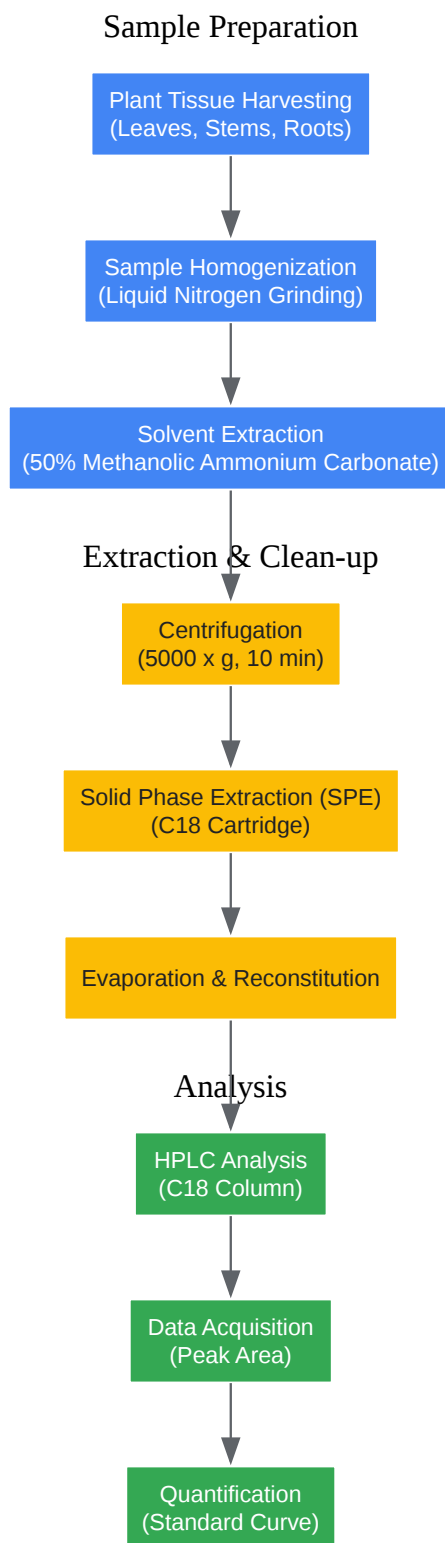 Sample Preparation
Plant Tissue Harvesting
(Leaves, Stems, Roots)
Sample Homogenization
(Liquid Nitrogen Grinding)
Solvent Extraction
(50% Methanolic Ammonium Carbonate)
Extraction & Clean-up
Centrifugation
(5000 x g, 10 min)
Solid Phase Extraction (SPE)
(C18 Cartridge)
Evaporation & Reconstitution
Analysis
HPLC Analysis
(C18 Column)
Data Acquisition
(Peak Area)
Quantification
(Standard Curve)